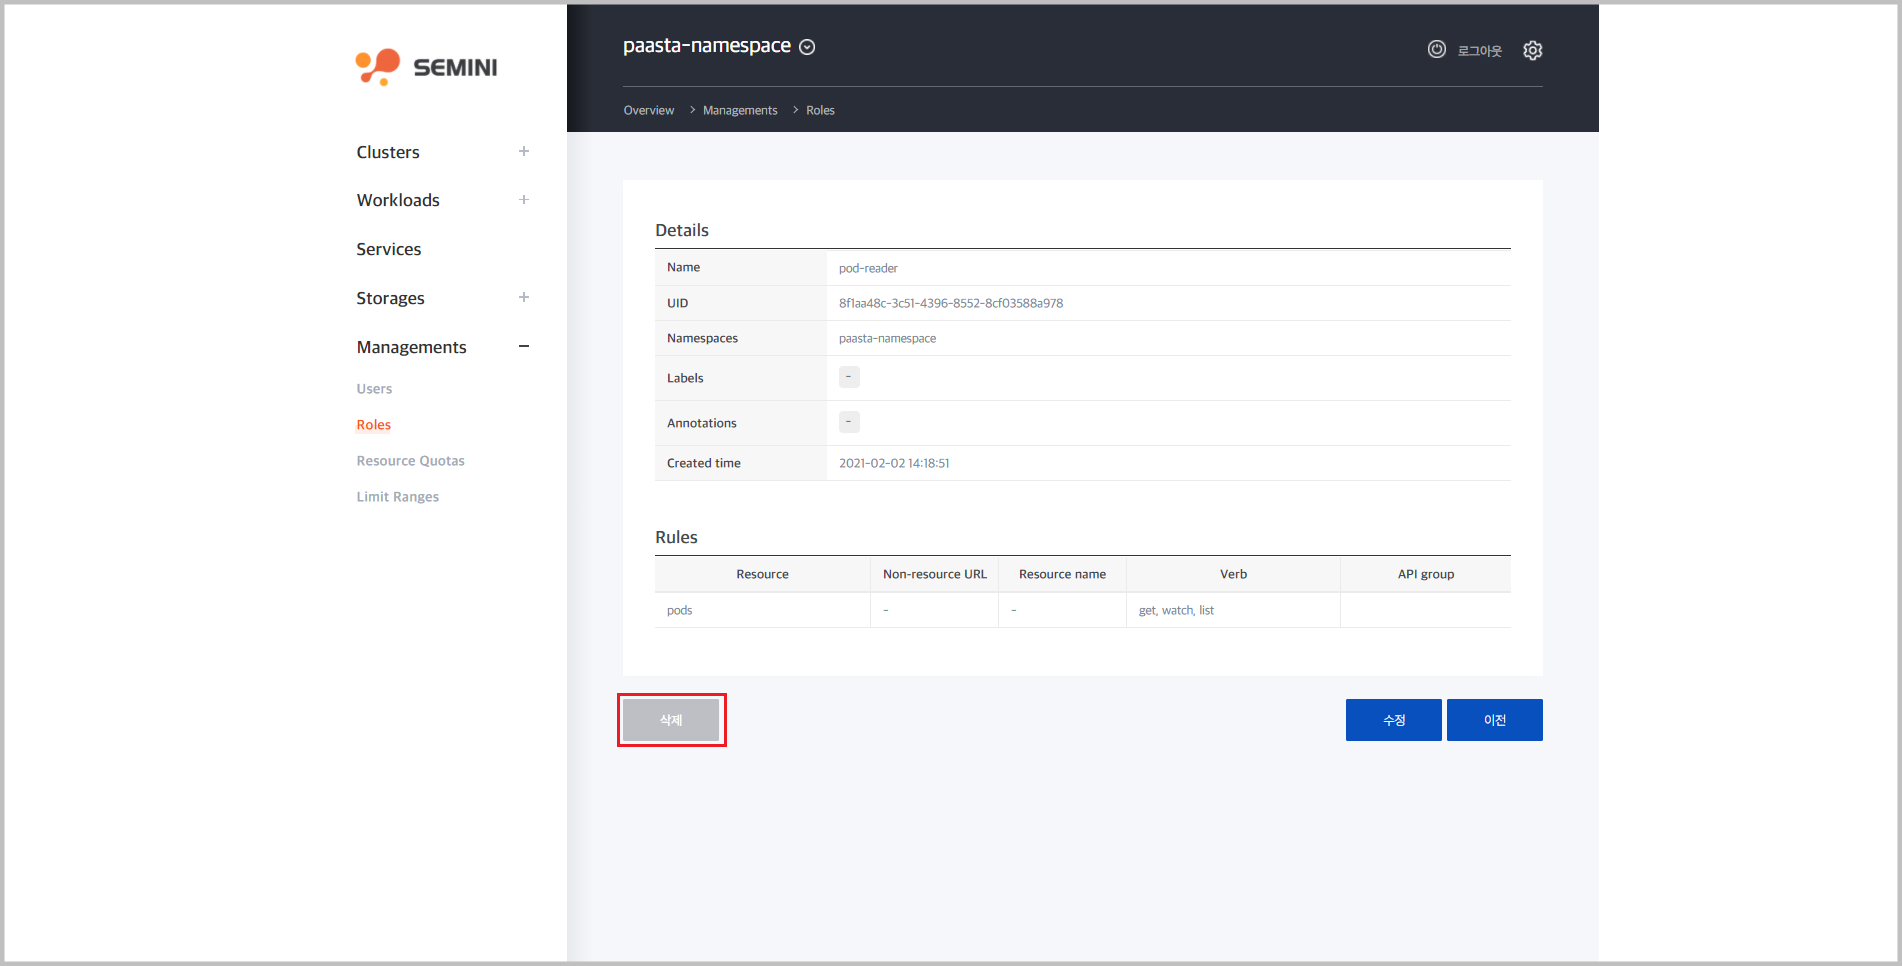 SEMINI
paasta-namespace
로그아웃
Overview > Managements > Roles
Clusters +
Workloads +
Services
Storages +
Managements −
Users
Roles
Resource Quotas
Limit Ranges
Details
Name pod-reader
UID 8f1aa48c-3c51-4396-8552-8cf03588a978
Namespaces paasta-namespace
Labels -
Annotations -
Created time 2021-02-02 14:18:51
Rules
Resource Non-resource URL Resource name Verb API group
pods - - get, watch, list
삭제 수정 이전